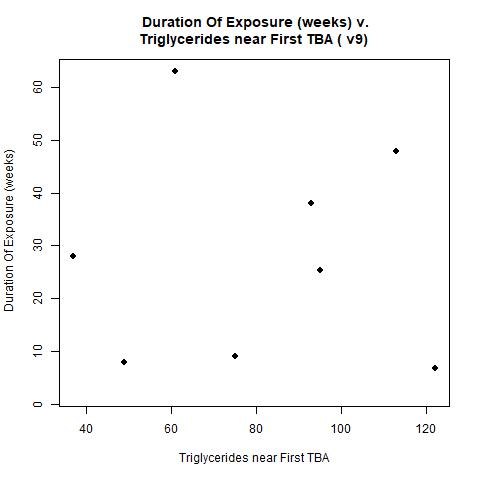 Duration Of Exposure (weeks) v.
Triglycerides near First TBA ( v9)
Duration Of Exposure (weeks)
60
50
40
30
20
10
0
40 60 80 100 120
Triglycerides near First TBA